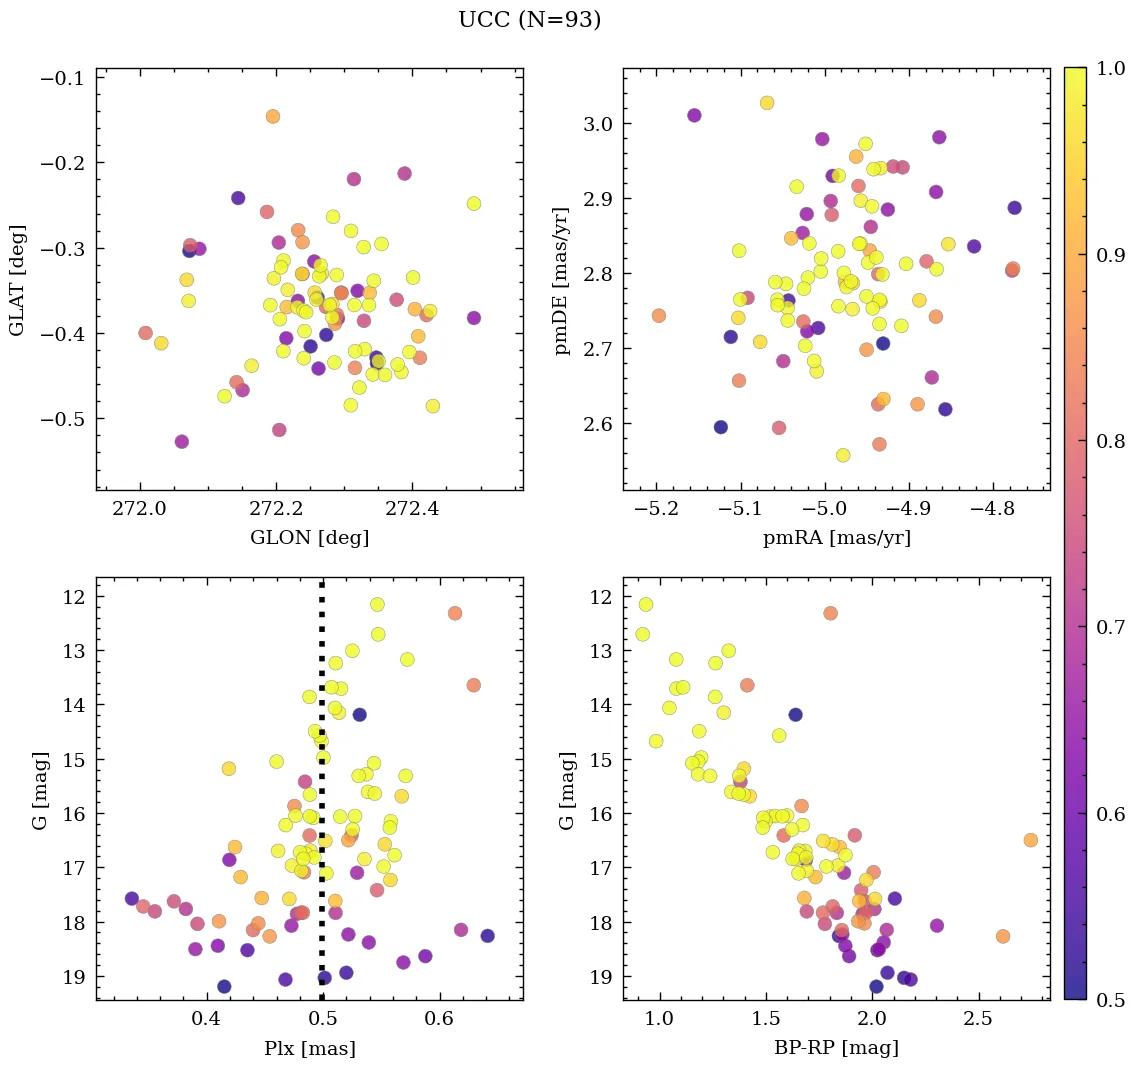 UCC (N=93)
−0.1
−0.2
−0.3
−0.4
−0.5
GLAT [deg]
272.0 272.2 272.4
GLON [deg]
3.0
2.9
2.8
2.7
2.6
pmDE [mas/yr]
−5.2 −5.1 −5.0 −4.9 −4.8
pmRA [mas/yr]
1.0
0.9
0.8
0.7
0.6
0.5
12
13
14
15
16
17
18
19
G [mag]
0.4 0.5 0.6
Plx [mas]
12
13
14
15
16
17
18
19
G [mag]
1.0 1.5 2.0 2.5
BP-RP [mag]